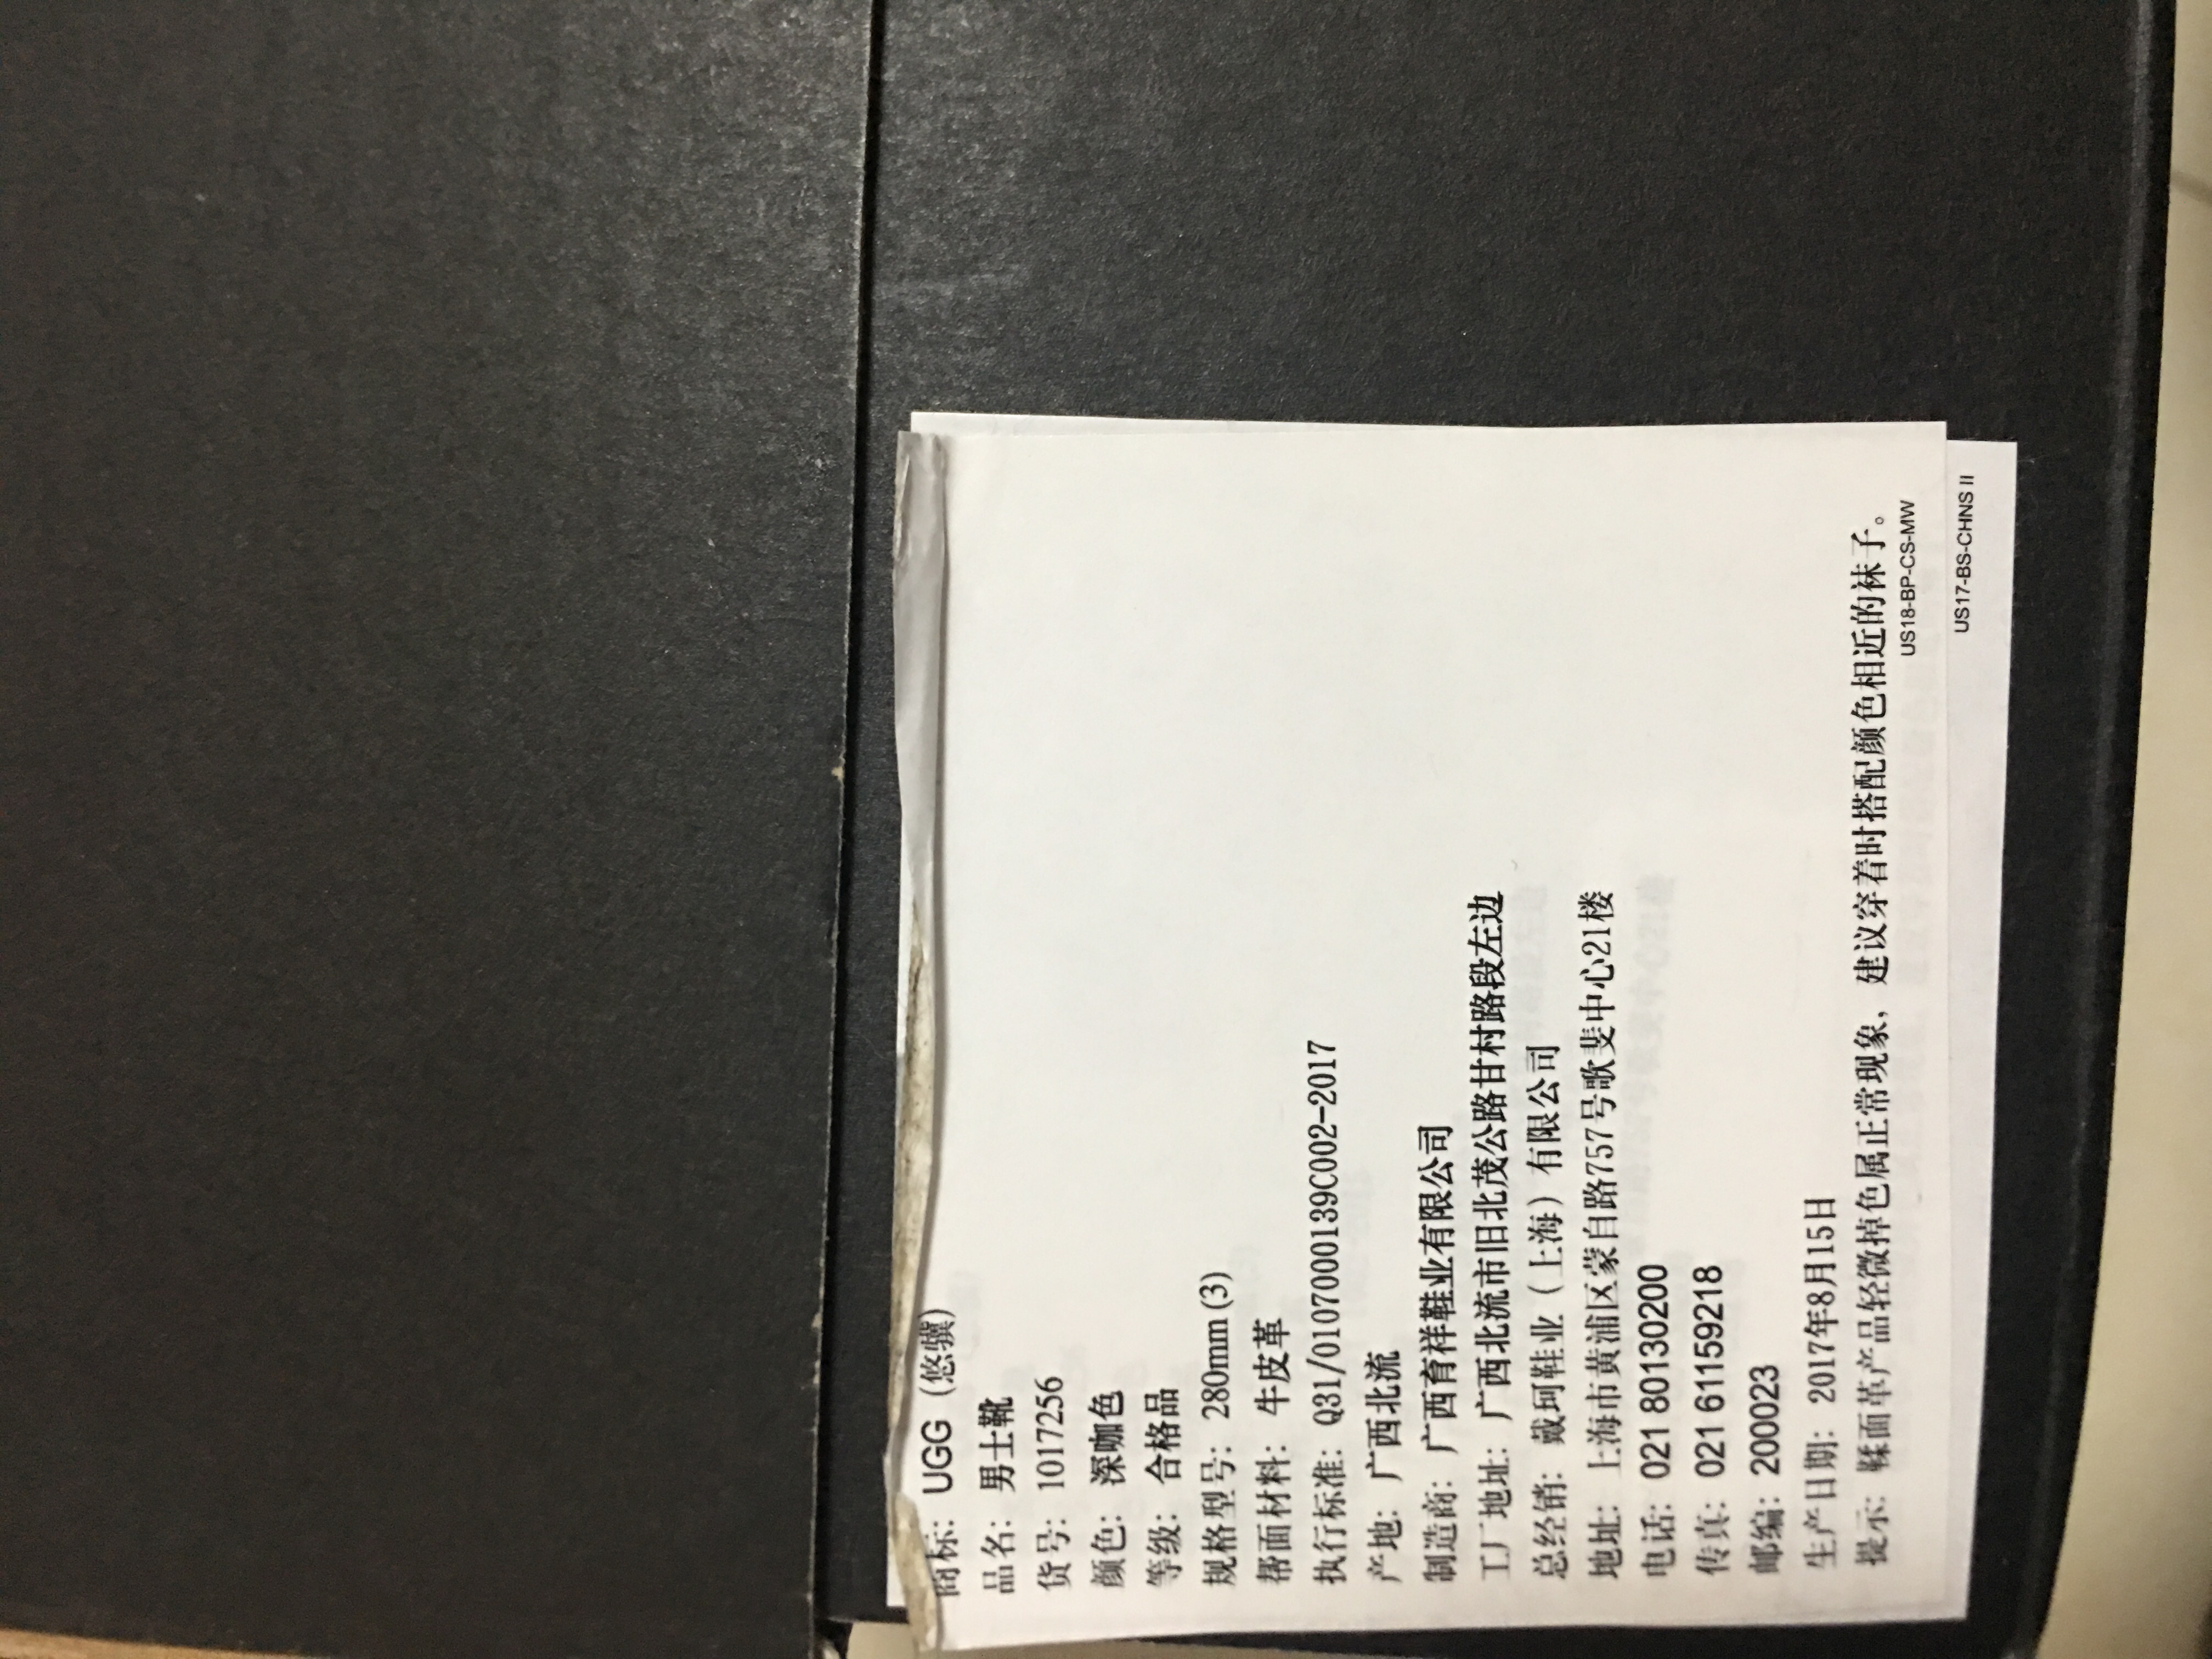 商标: UGG (悠骥)
品名: 男士靴
货号: 1017256
颜色: 深咖色
等级: 合格品
规格型号: 280mm (3)
帮面材料: 牛皮革
执行标准: Q31/0107000139C002-2017
产地: 广西北流
制造商: 广西育祥鞋业有限公司
工厂地址: 广西北流市旧北茂公路甘村路段左边
总经销: 戴珂鞋业（上海）有限公司
地址: 上海市黄浦区蒙自路757号歌斐中心21楼
电话: 021 80130200
传真: 021 61159218
邮编: 200023
生产日期: 2017年8月15日
提示: 鞣面革产品轻微掉色属正常现象, 建议穿着时搭配颜色相近的袜子。
US18-BP-CS-MW
US17-BS-CHNS II